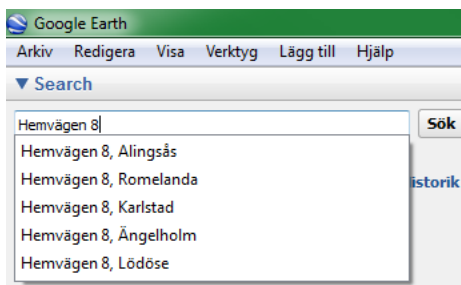 Google Earth
Arkiv Redigera Visa Verktyg Lägg till Hjälp
Search
Hemvägen 8 Sök
Hemvägen 8, Alingsås
Hemvägen 8, Romelanda
istorik
Hemvägen 8, Karlstad
Hemvägen 8, Ängelholm
Hemvägen 8, Lödöse